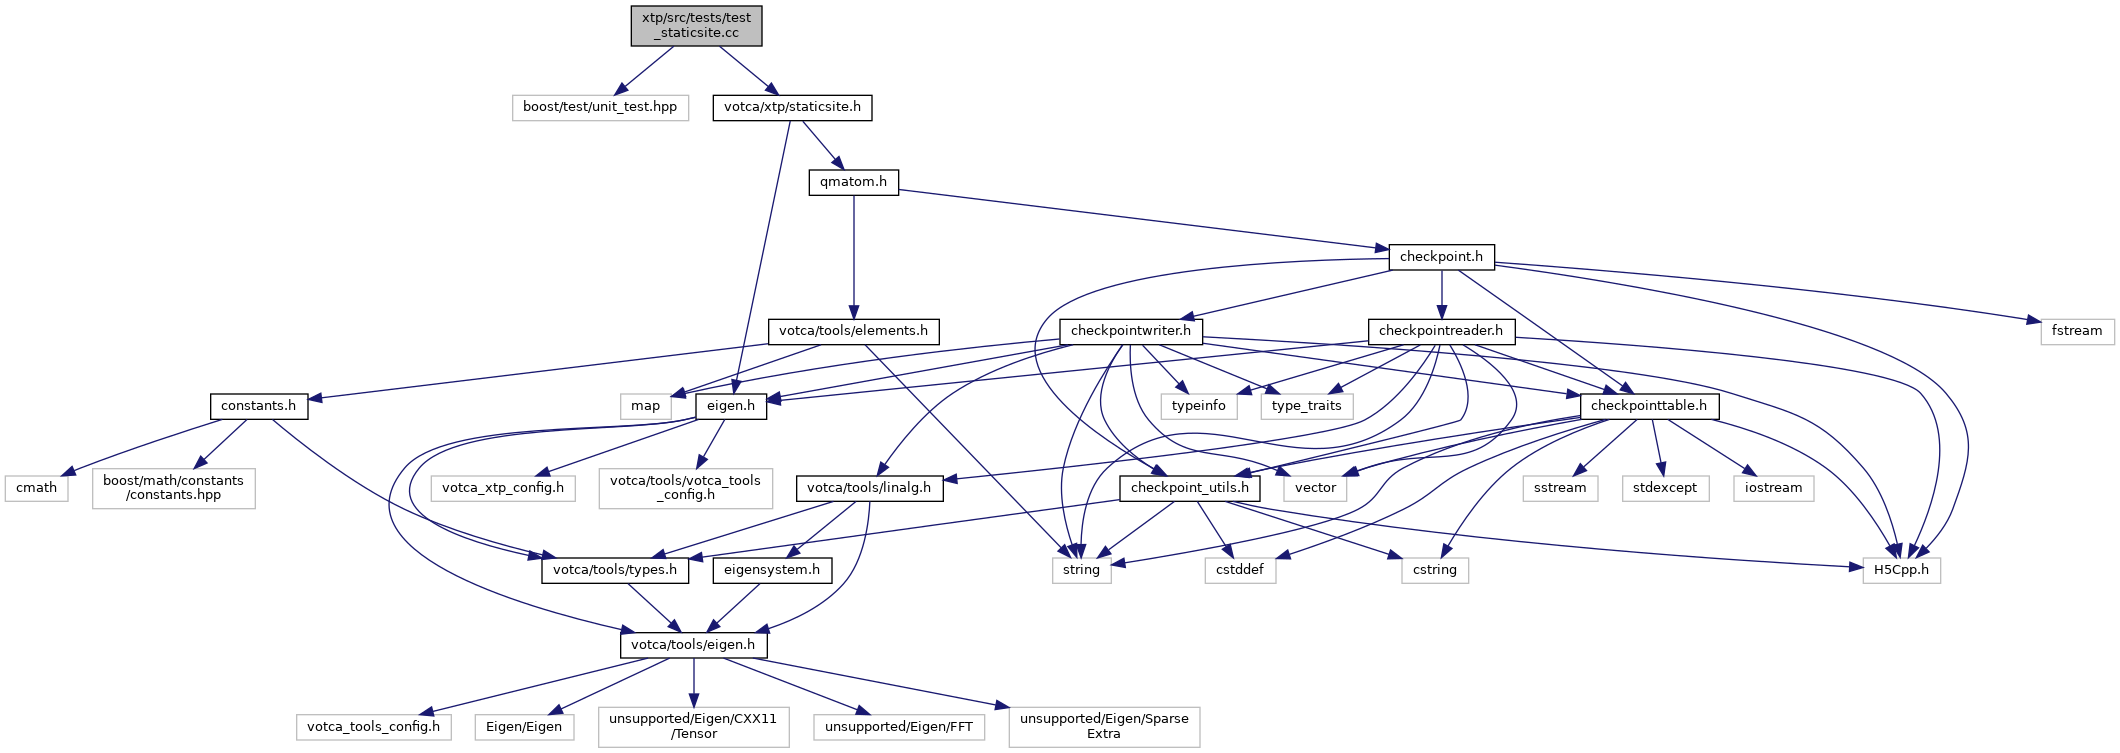 xtp/src/tests/test
_staticsite.cc
boost/test/unit_test.hpp
votca/xtp/staticsite.h
qmatom.h
checkpoint.h
votca/tools/elements.h
checkpointwriter.h
checkpointreader.h
fstream
constants.h
map
eigen.h
typeinfo
type_traits
checkpointtable.h
cmath
boost/math/constants
/constants.hpp
votca_xtp_config.h
votca/tools/votca_tools
_config.h
votca/tools/linalg.h
checkpoint_utils.h
vector
sstream
stdexcept
iostream
votca/tools/types.h
eigensystem.h
string
cstddef
cstring
H5Cpp.h
votca/tools/eigen.h
votca_tools_config.h
Eigen/Eigen
unsupported/Eigen/CXX11
/Tensor
unsupported/Eigen/FFT
unsupported/Eigen/Sparse
Extra